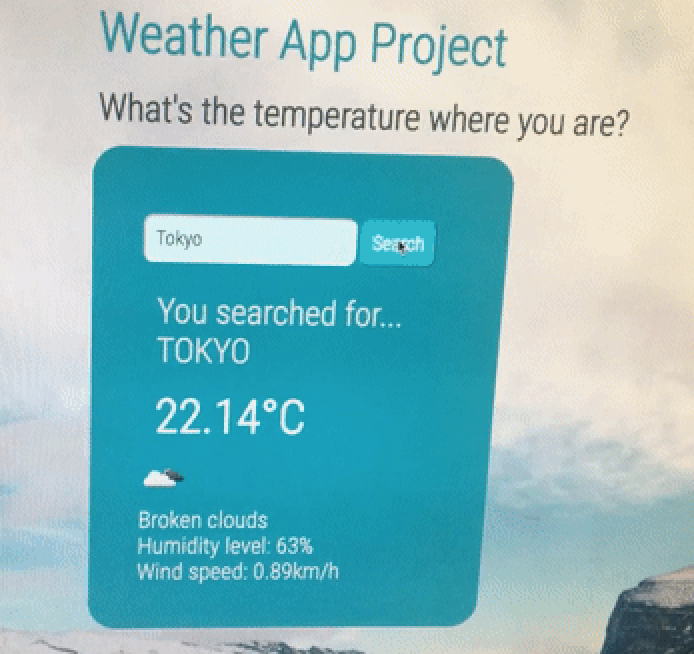 Weather App Project
What's the temperature where you are?
Tokyo
Search
You searched for...
TOKYO
22.14°C
Broken clouds
Humidity level: 63%
Wind speed: 0.89km/h